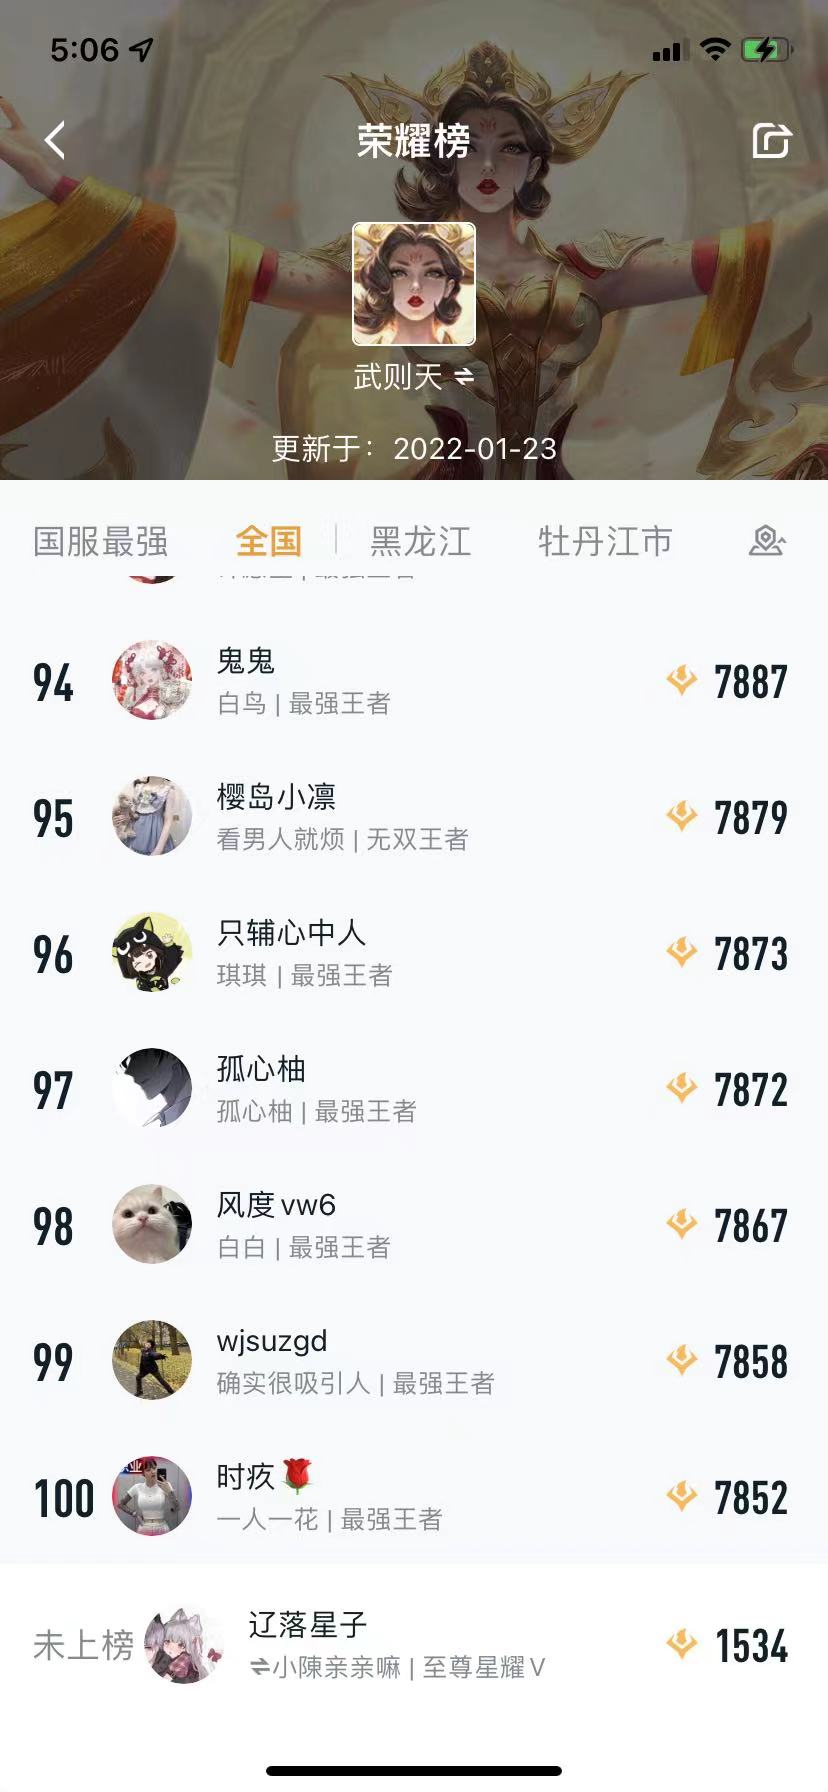 5:06
荣耀榜
武则天
更新于：2022-01-23
国服最强 全国 黑龙江 牡丹江市
94 鬼鬼 7887
白鸟 | 最强王者
95 樱岛小凛 7879
看男人就烦 | 无双王者
96 只辅心中人 7873
琪琪 | 最强王者
97 孤心柚 7872
孤心柚 | 最强王者
98 风度vw6 7867
白白 | 最强王者
99 wjsuzgd 7858
确实很吸引人 | 最强王者
100 时疚🌹 7852
一人一花 | 最强王者
未上榜 辽落星子 1534
⇌小陳亲亲嘛 | 至尊星耀V